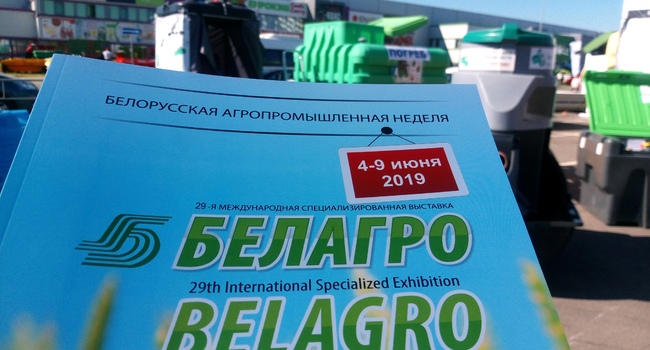 ПОГРЕБ
БЕЛОРУССКАЯ АГРОПРОМЫШЛЕННАЯ НЕДЕЛЯ
4-9 июня
2019
29-Я МЕЖДУНАРОДНАЯ СПЕЦИАЛИЗИРОВАННАЯ ВЫСТАВКА
БЕЛАГРО
29th International Specialized Exhibition
BELAGRO